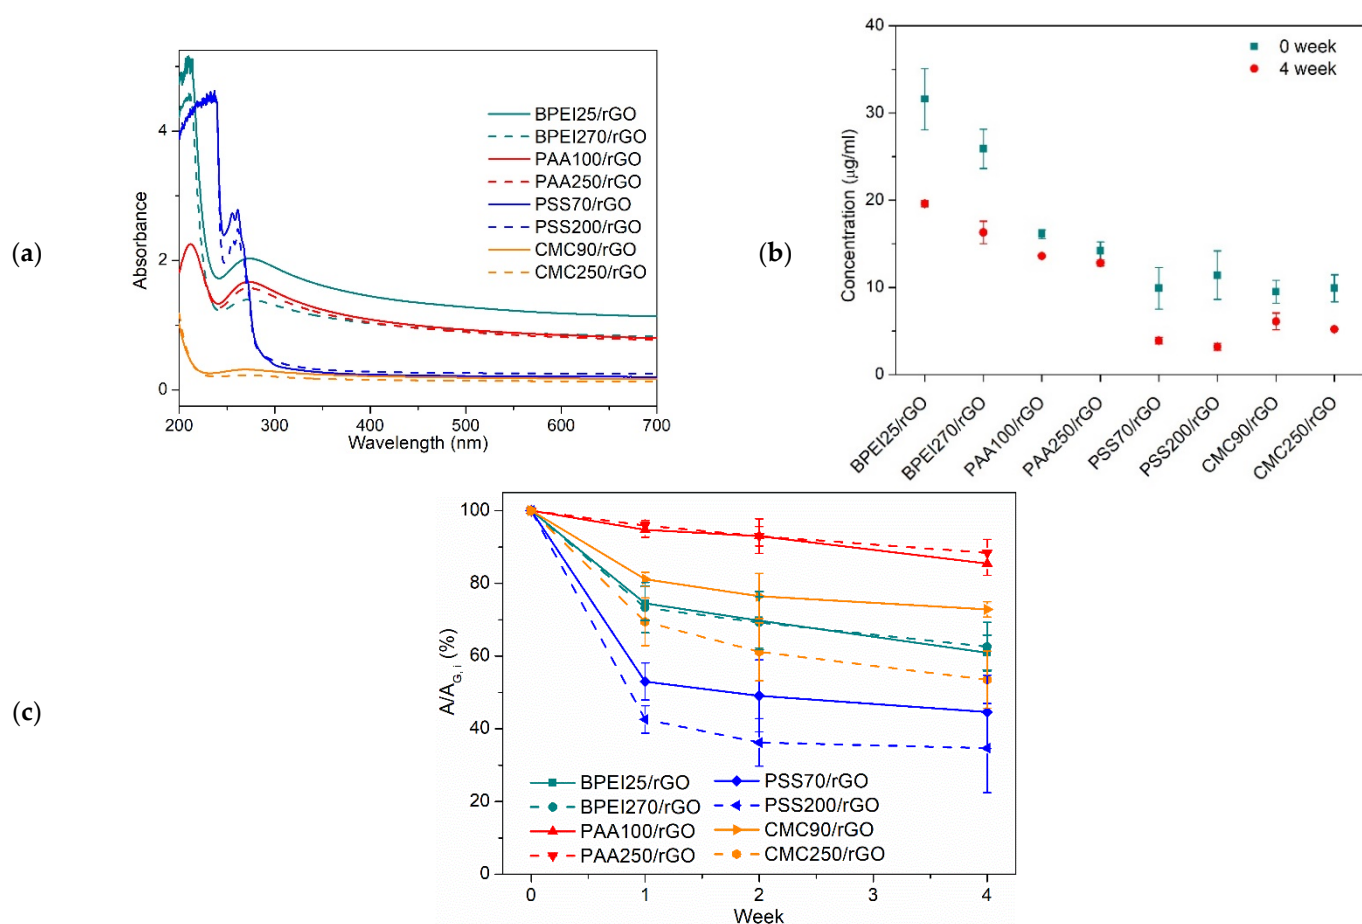 (a)
Absorbance
4
2
0
200
300
400
500
600
700
Wavelength (nm)
BPEI25/rGO
BPEI270/rGO
PAA100/rGO
PAA250/rGO
PSS70/rGO
PSS200/rGO
CMC90/rGO
CMC250/rGO
(b)
Concentration (µg/ml)
40
30
20
10
0
0 week
4 week
BPEI25/rGO
BPEI270/rGO
PAA100/rGO
PAA250/rGO
PSS70/rGO
PSS200/rGO
CMC90/rGO
CMC250/rGO
(c)
A/A_G, i (%)
100
80
60
40
20
0
BPEI25/rGO
BPEI270/rGO
PAA100/rGO
PAA250/rGO
PSS70/rGO
PSS200/rGO
CMC90/rGO
CMC250/rGO
0
1
2
3
4
Week